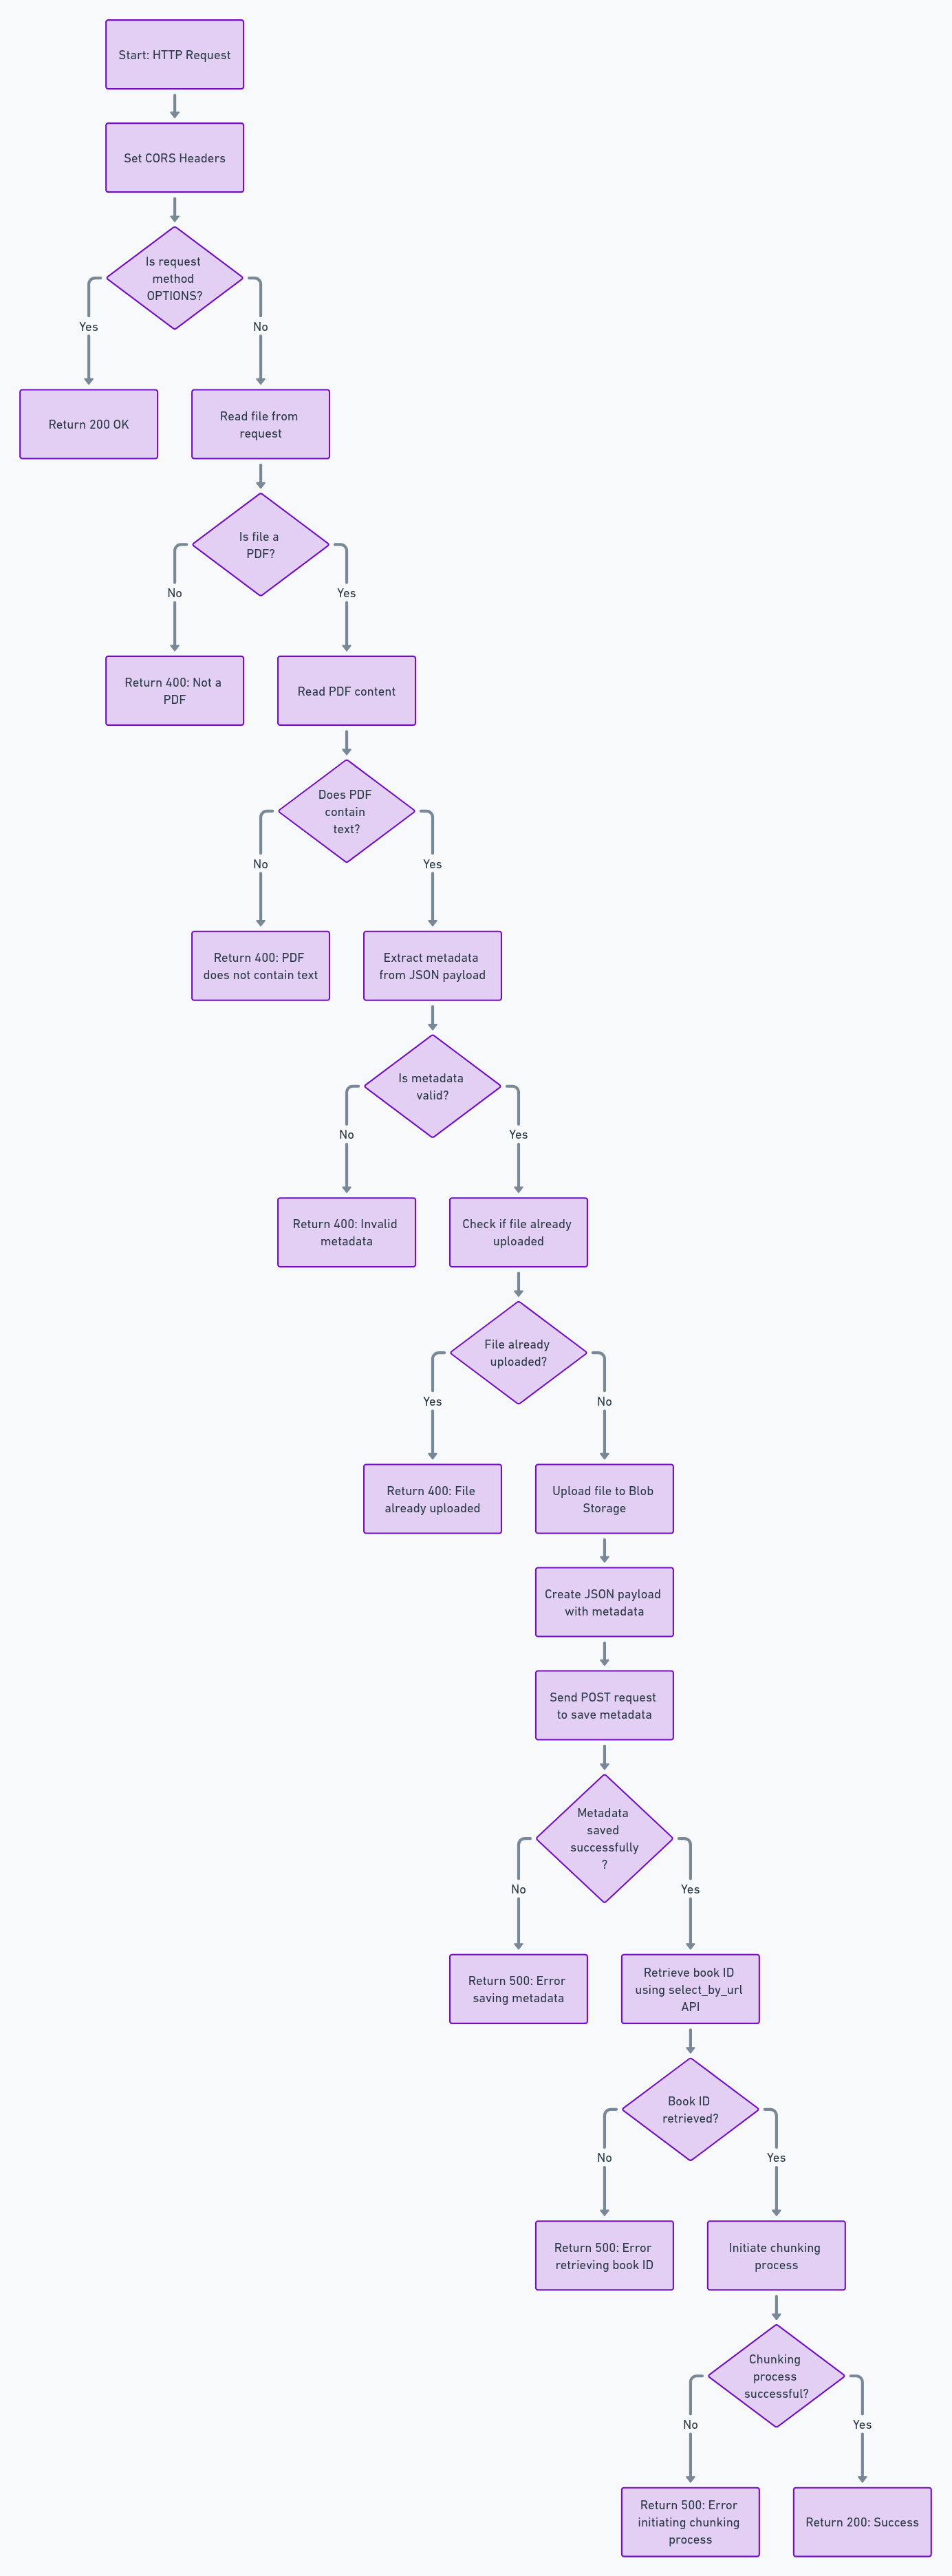 Start: HTTP Request
Set CORS Headers
Is request
method
OPTIONS?
Yes
No
Return 200 OK
Read file from
request
Is file a
PDF?
No
Yes
Return 400: Not a
PDF
Read PDF content
Does PDF
contain
text?
No
Yes
Return 400: PDF
does not contain text
Extract metadata
from JSON payload
Is metadata
valid?
No
Yes
Return 400: Invalid
metadata
Check if file already
uploaded
File already
uploaded?
Yes
No
Return 400: File
already uploaded
Upload file to Blob
Storage
Create JSON payload
with metadata
Send POST request
to save metadata
Metadata
saved
successfully
?
No
Yes
Return 500: Error
saving metadata
Retrieve book ID
using select_by_url
API
Book ID
retrieved?
No
Yes
Return 500: Error
retrieving book ID
Initiate chunking
process
Chunking
process
successful?
No
Yes
Return 500: Error
initiating chunking
process
Return 200: Success